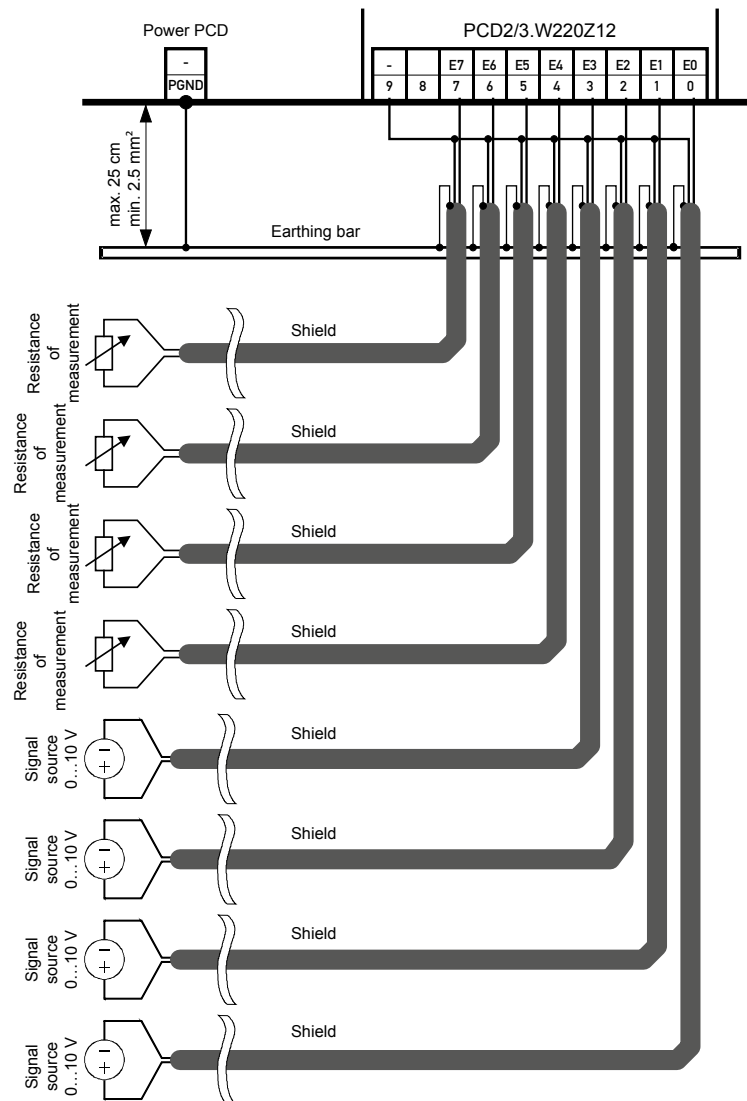 Power PCD
PCD2/3.W220Z12
-
PGND
- E7 E6 E5 E4 E3 E2 E1 E0
9 8 7 6 5 4 3 2 1 0
max. 25 cm
min. 2.5 mm²
Earthing bar
Resistance
of
measurement
Shield
Resistance
of
measurement
Shield
Resistance
of
measurement
Shield
Resistance
of
measurement
Shield
Signal
source
0...10 V
-
+
Shield
Signal
source
0...10 V
-
+
Shield
Signal
source
0...10 V
-
+
Shield
Signal
source
0...10 V
-
+
Shield